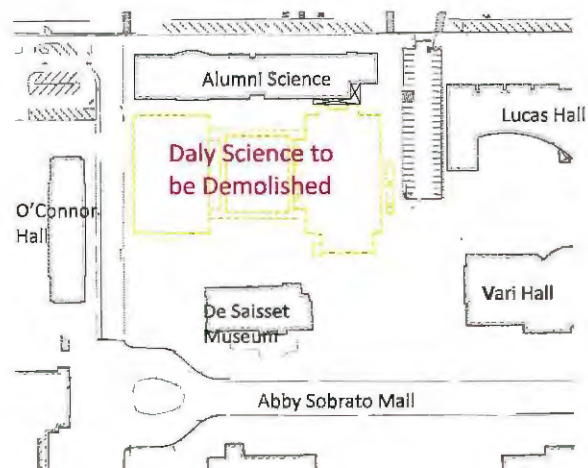 Alumni Science
Lucas Hall
Daly Science to
be Demolished
O'Connor
Hall
De Saisset
Museum
Vari Hall
Abby Sobrato Mall